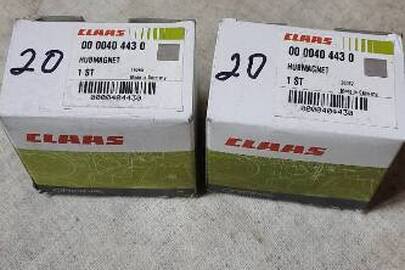 CLAAS
00 0040 443 0
HUBMAGNET
1 ST
Made in Germany
0000404430
20
CLAAS
CLAAS
00 0040 443 0
HUBMAGNET
1 ST
Made in Germany
0000404430
20
CLAAS